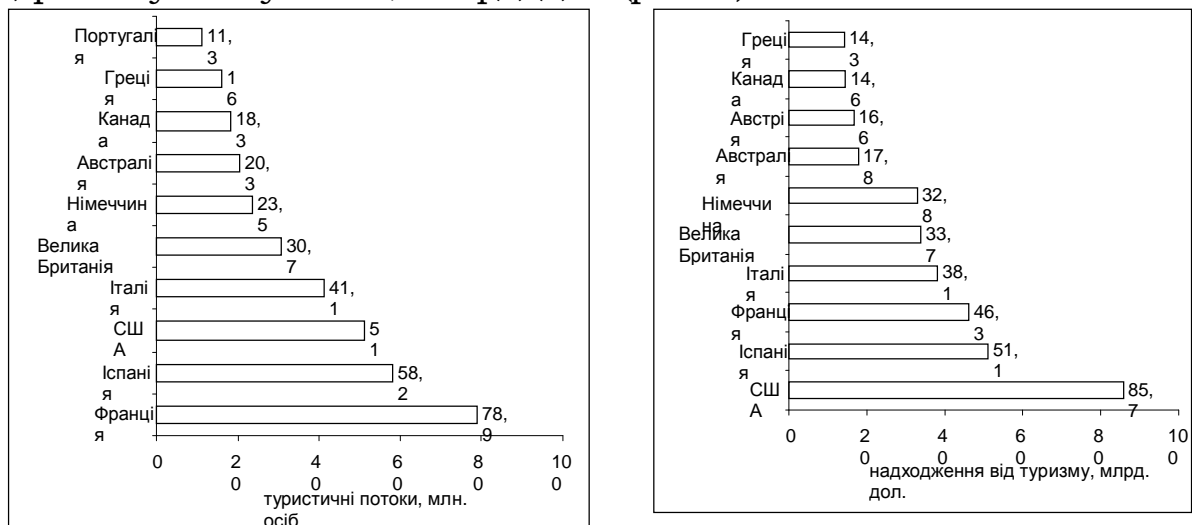 Португалі 11,
я 3
Греці 1
я 6
Канад 18,
а 3
Австралі 20,
я 3
Німеччин 23,
а 5
Велика 30,
Британія 7
Італі 41,
я 1
СШ 5
А 1
Іспані 58,
я 2
Франці 78,
я 9
0 2 4 6 8 10
0 0 0 0 0
туристичні потоки, млн.
осіб
Греці 14,
я 3
Канад 14,
а 6
Австрі 16,
я 6
Австрал 17,
я 8
Німеччи 32,
на 8
Велика 33,
Британія 7
Італі 38,
я 1
Франц 46,
я 3
Іспані 51,
я 1
СШ 85,
А 7
0 2 4 6 8 10
0 0 0 0 0
надходження від туризму, млрд.
дол.